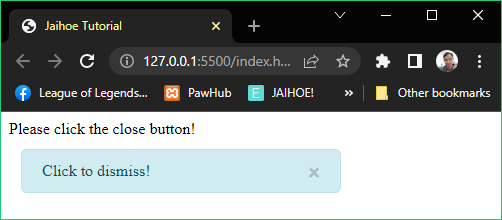 Jaihoe Tutorial
127.0.0.1:5500/index.h...
League of Legends... PawHub JAIHOE! » Other bookmarks
Please click the close button!
Click to dismiss! ×